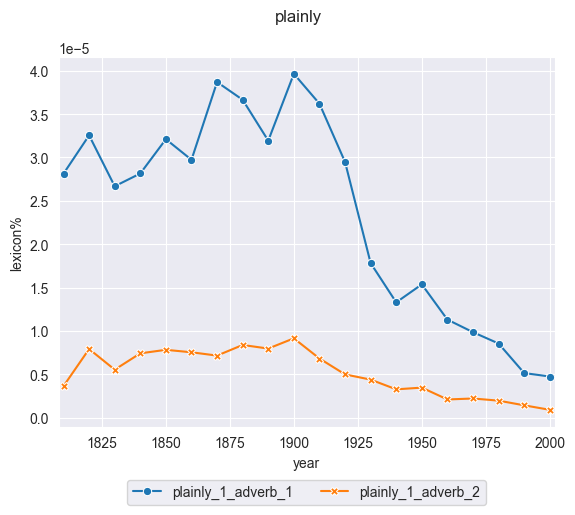 plainly
1e−5
4.0
3.5
3.0
2.5
2.0
1.5
1.0
0.5
0.0
lexicon%
1825 1850 1875 1900 1925 1950 1975 2000
year
plainly_1_adverb_1 plainly_1_adverb_2